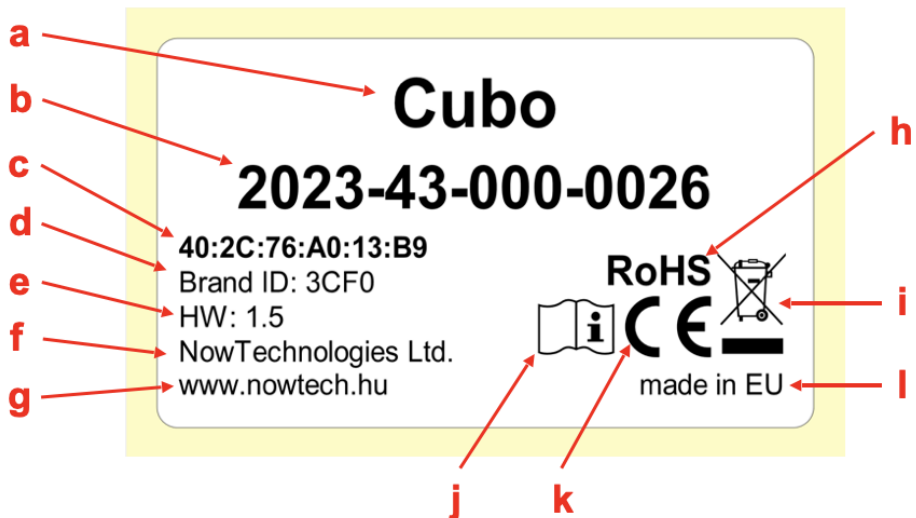 a
Cubo
b
2023-43-000-0026
h
c
40:2C:76:A0:13:B9
RoHS
d
Brand ID: 3CF0
e
HW: 1.5
i
CE
f
NowTechnologies Ltd.
g
www.nowtech.hu
made in EU
l
j
k